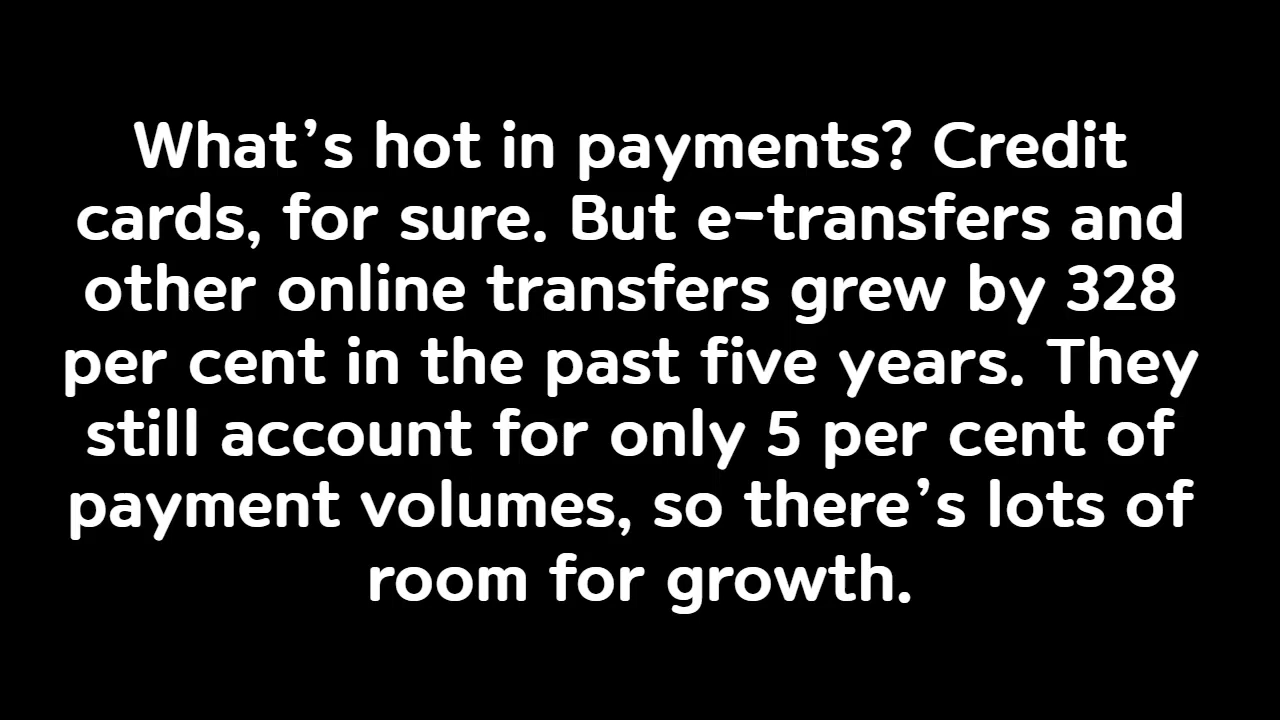 What’s hot in payments? Credit
cards, for sure. But e-transfers and
other online transfers grew by 328
per cent in the past five years. They
still account for only 5 per cent of
payment volumes, so there’s lots of
room for growth.